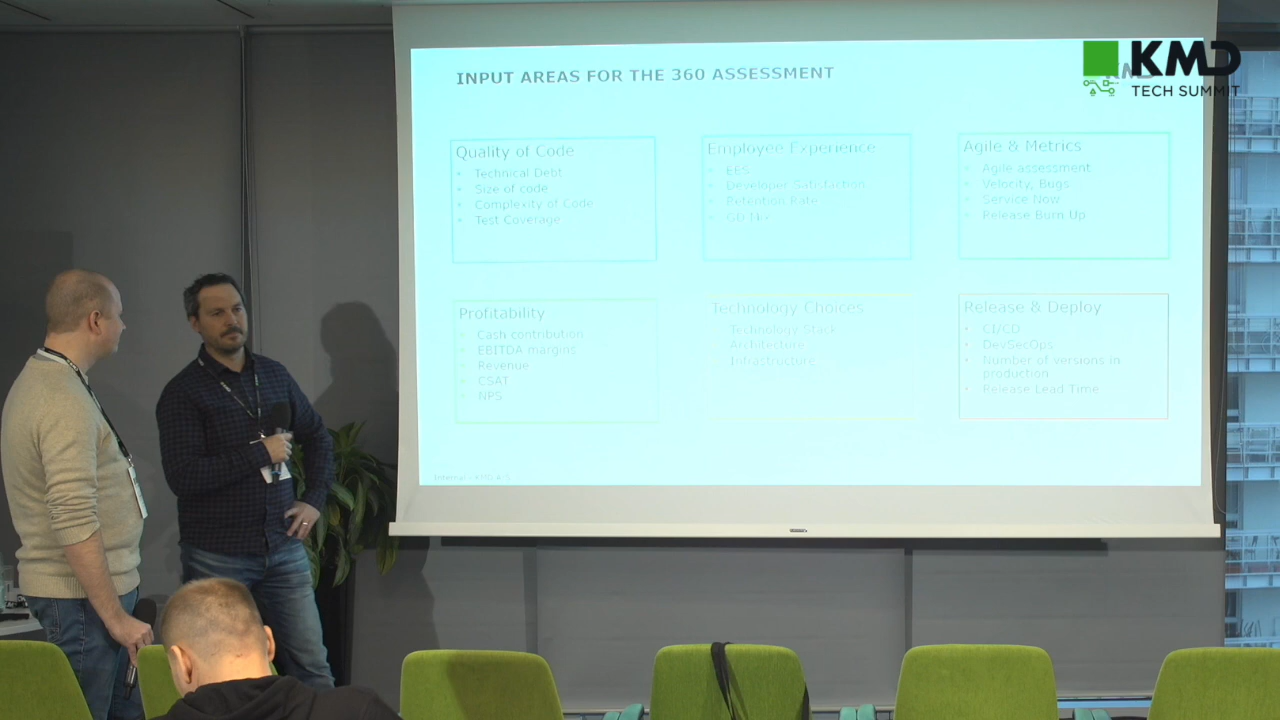 INPUT AREAS FOR THE 360 ASSESSMENT
KMD
TECH SUMMIT
Quality of Code
• Technical Debt
• Size of code
• Complexity of Code
• Test Coverage
Employee Experience
• EES
• Developer Satisfaction
• Retention Rate
Agile & Metrics
• Agile assessment
• Velocity, Bugs
• Service Now
• Release Burn Up
Profitability
• Cash contribution
• EBITDA margins
• Revenue
• CSAT
• NPS
Technology Choices
Technology Stack
Architecture
Infrastructure
Release & Deploy
• CI/CD
• DevSecOps
• Number of versions in
production
• Release Lead Time
Internal - KMD A/S